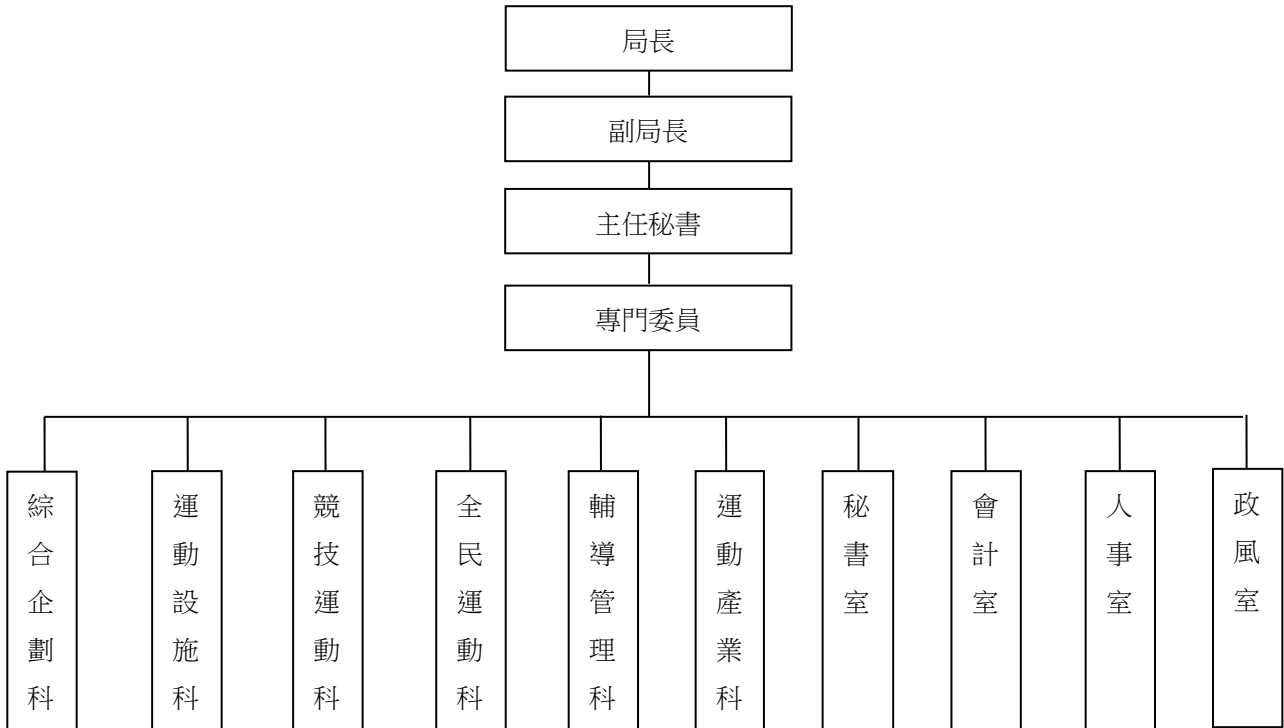 局長
副局長
主任秘書
專門委員
綜合企劃科
運動設施科
競技運動科
全民運動科
輔導管理科
運動產業科
秘書室
會計室
人事室
政風室